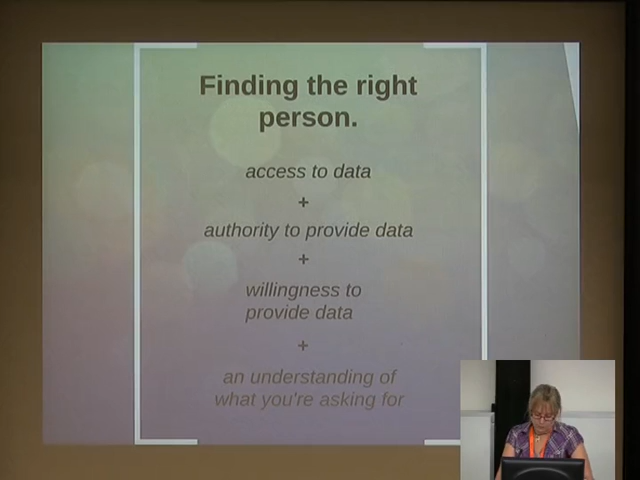 Finding the right
person.
access to data
+
authority to provide data
+
willingness to
provide data
+
an understanding of
what you're asking for